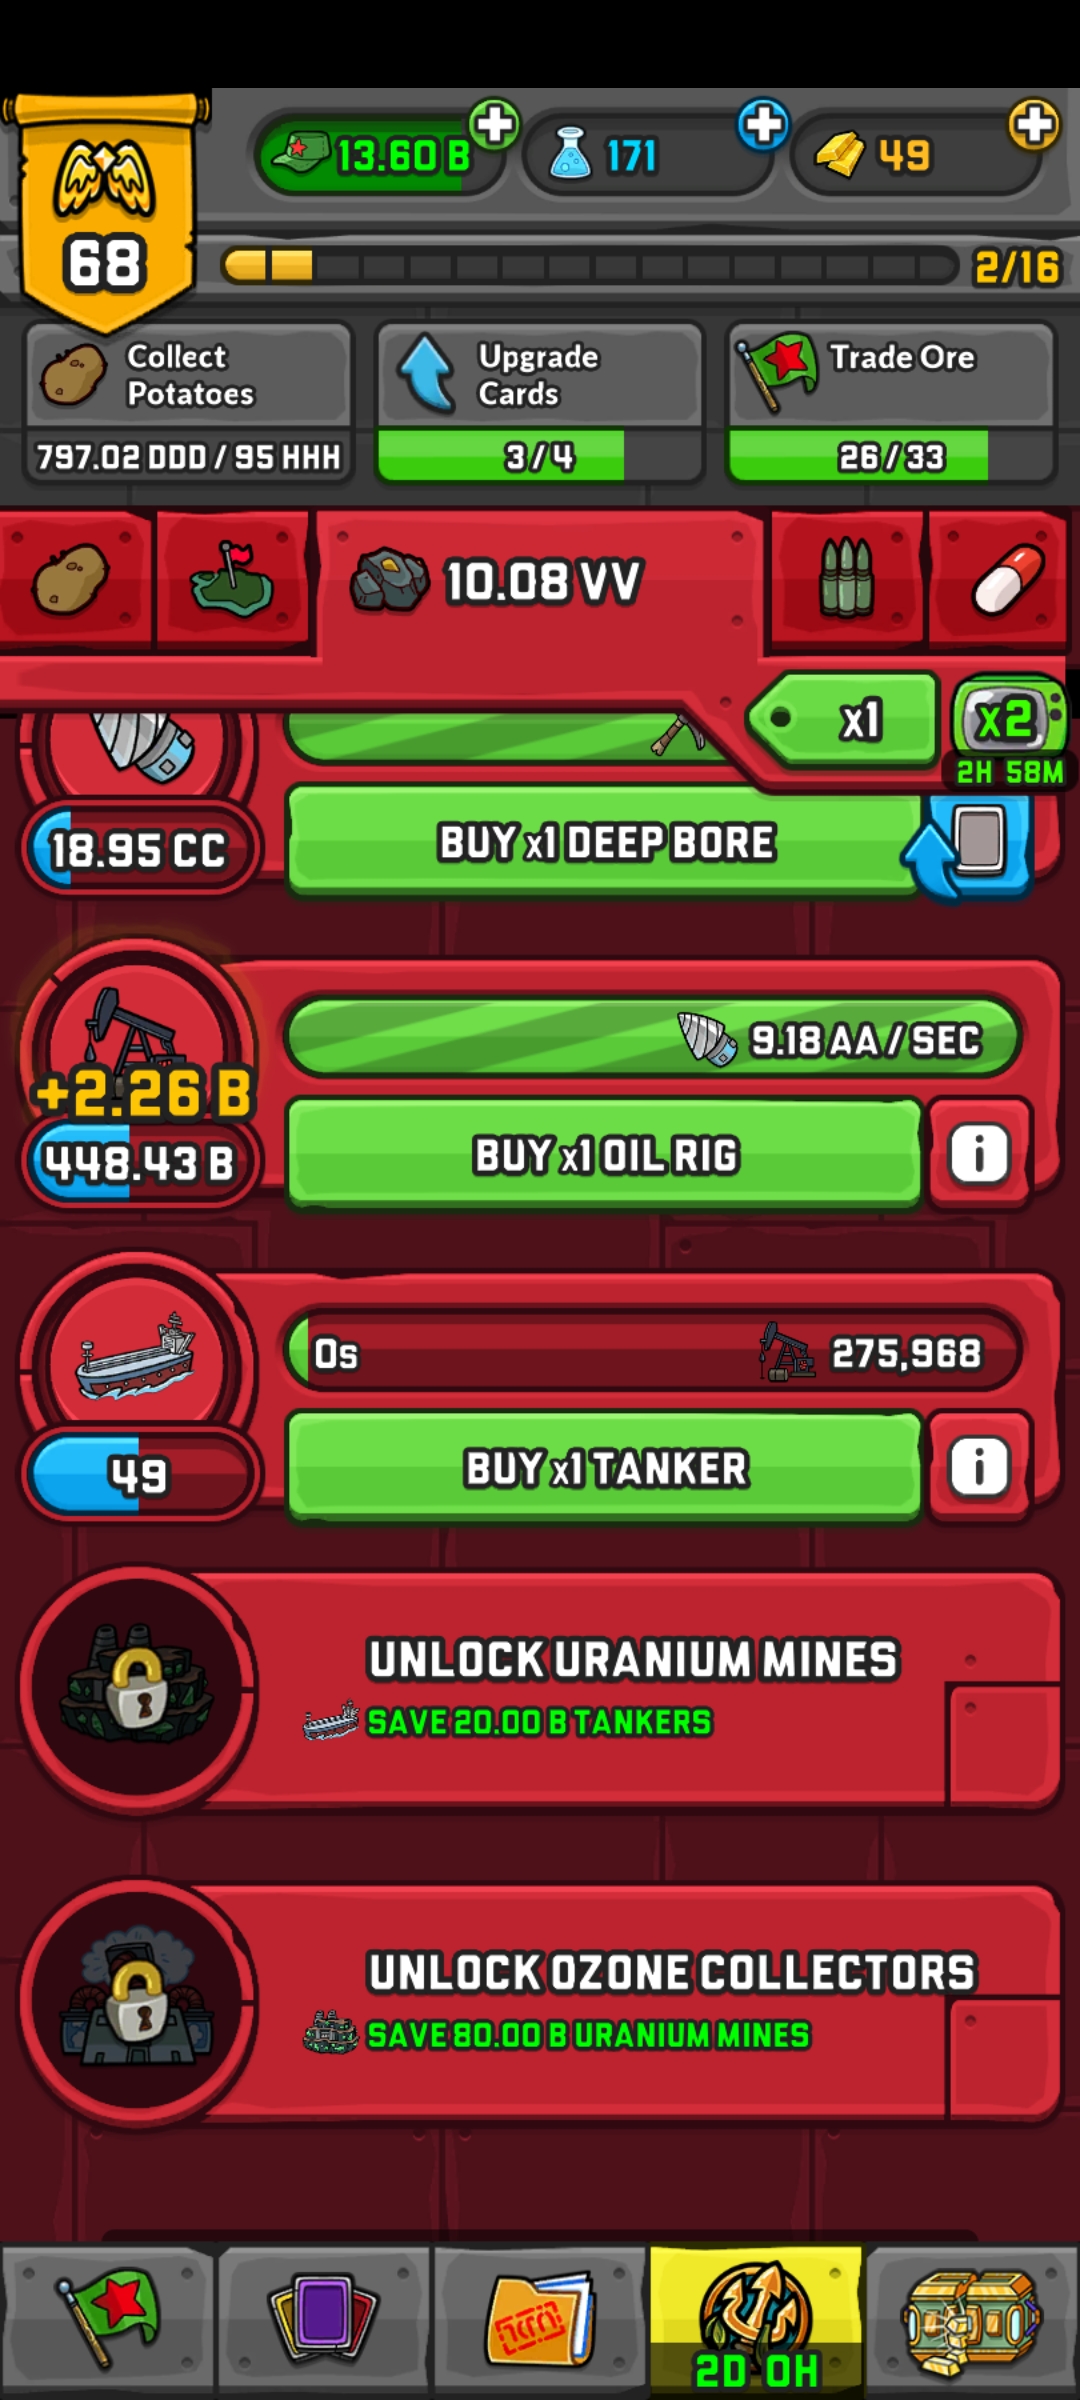 13.60 B
171
49
68
2/16
Collect
Potatoes
797.02 DDD / 95 HHH
Upgrade
Cards
3/4
Trade Ore
26/33
10.08 VV
x1
x2
2H 58M
18.95 CC
BUY x1 DEEP BORE
+2.26 B
448.43 B
9.18 AA / SEC
BUY x1 OIL RIG
i
0s
275,968
49
BUY x1 TANKER
i
UNLOCK URANIUM MINES
SAVE 20.00 B TANKERS
UNLOCK OZONE COLLECTORS
SAVE 80.00 B URANIUM MINES
2D 0H